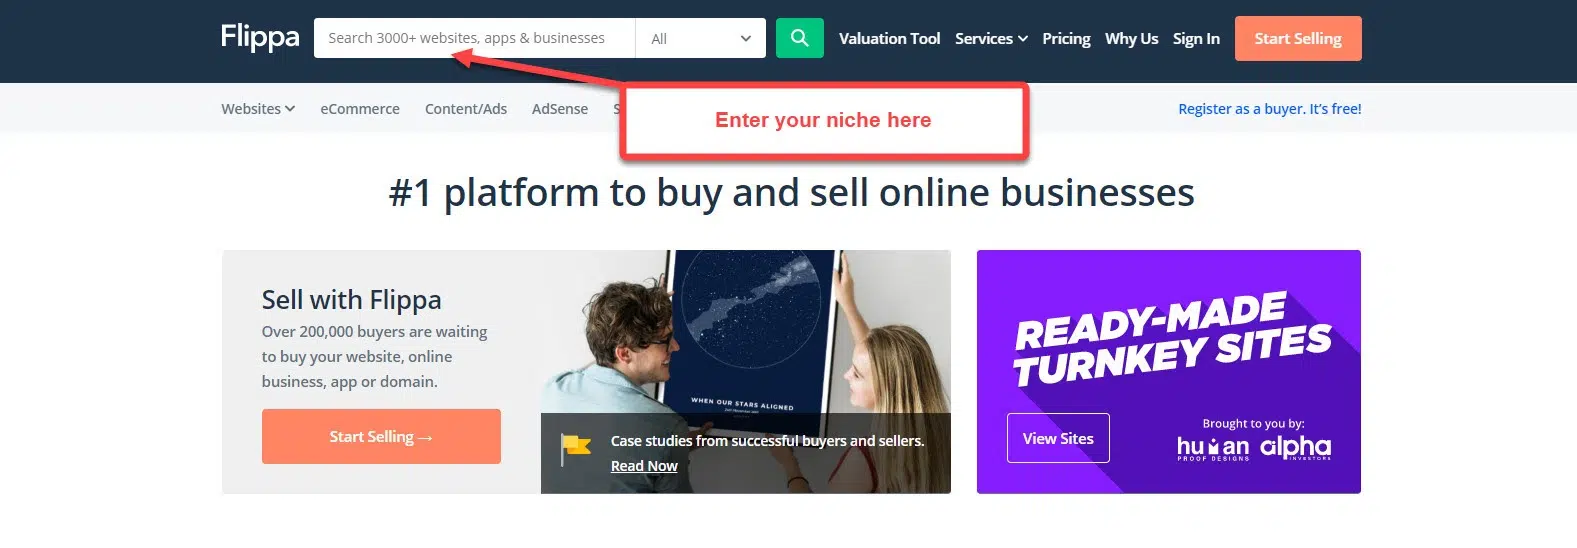 Flippa
Search 3000+ websites, apps & businesses
All
Valuation Tool
Services
Pricing
Why Us
Sign In
Start Selling
Websites
eCommerce
Content/Ads
AdSense
Enter your niche here
Register as a buyer. It's free!
#1 platform to buy and sell online businesses
Sell with Flippa
Over 200,000 buyers are waiting
to buy your website, online
business, app or domain.
Start Selling →
WHEN OUR STARS ALIGNED
Case studies from successful buyers and sellers.
Read Now
READY-MADE
TURNKEY SITES
View Sites
Brought to you by:
human
PROOF DESIGNS
alpha
INVESTORS